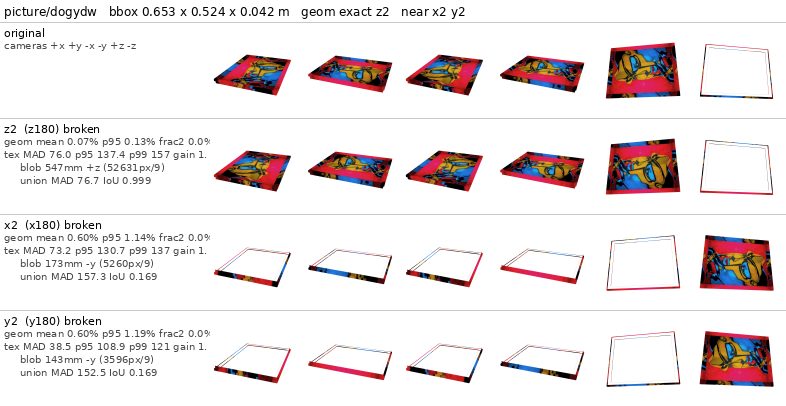 picture/dogydw   bbox 0.653 x 0.524 x 0.042 m   geom exact z2   near x2 y2
original
cameras +x +y -x -y +z -z
z2  (z180) broken
geom mean 0.07% p95 0.13% frac2 0.0%
tex MAD 76.0 p95 137.4 p99 157 gain 1.
blob 547mm +z (52631px/9)
union MAD 76.7 IoU 0.999
x2  (x180) broken
geom mean 0.60% p95 1.14% frac2 0.0%
tex MAD 73.2 p95 130.7 p99 137 gain 1.
blob 173mm -y (5260px/9)
union MAD 157.3 IoU 0.169
y2  (y180) broken
geom mean 0.60% p95 1.19% frac2 0.0%
tex MAD 38.5 p95 108.9 p99 121 gain 1.
blob 143mm -y (3596px/9)
union MAD 152.5 IoU 0.169